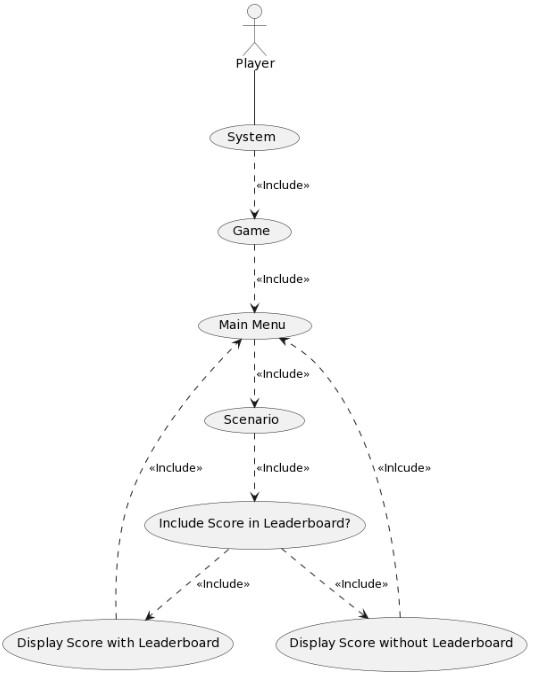 Player
System
«Include»
Game
«Include»
Main Menu
«Include»
Scenario
«Include»
«Include»
«Inlcude»
Include Score in Leaderboard?
«Include»
«Include»
Display Score with Leaderboard
Display Score without Leaderboard